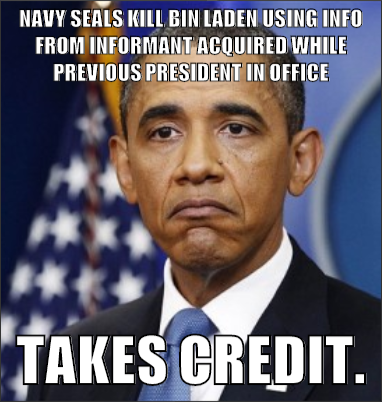 NAVY SEALS KILL BIN LADEN USING INFO
FROM INFORMANT ACQUIRED WHILE
PREVIOUS PRESIDENT IN OFFICE
TAKES CREDIT.